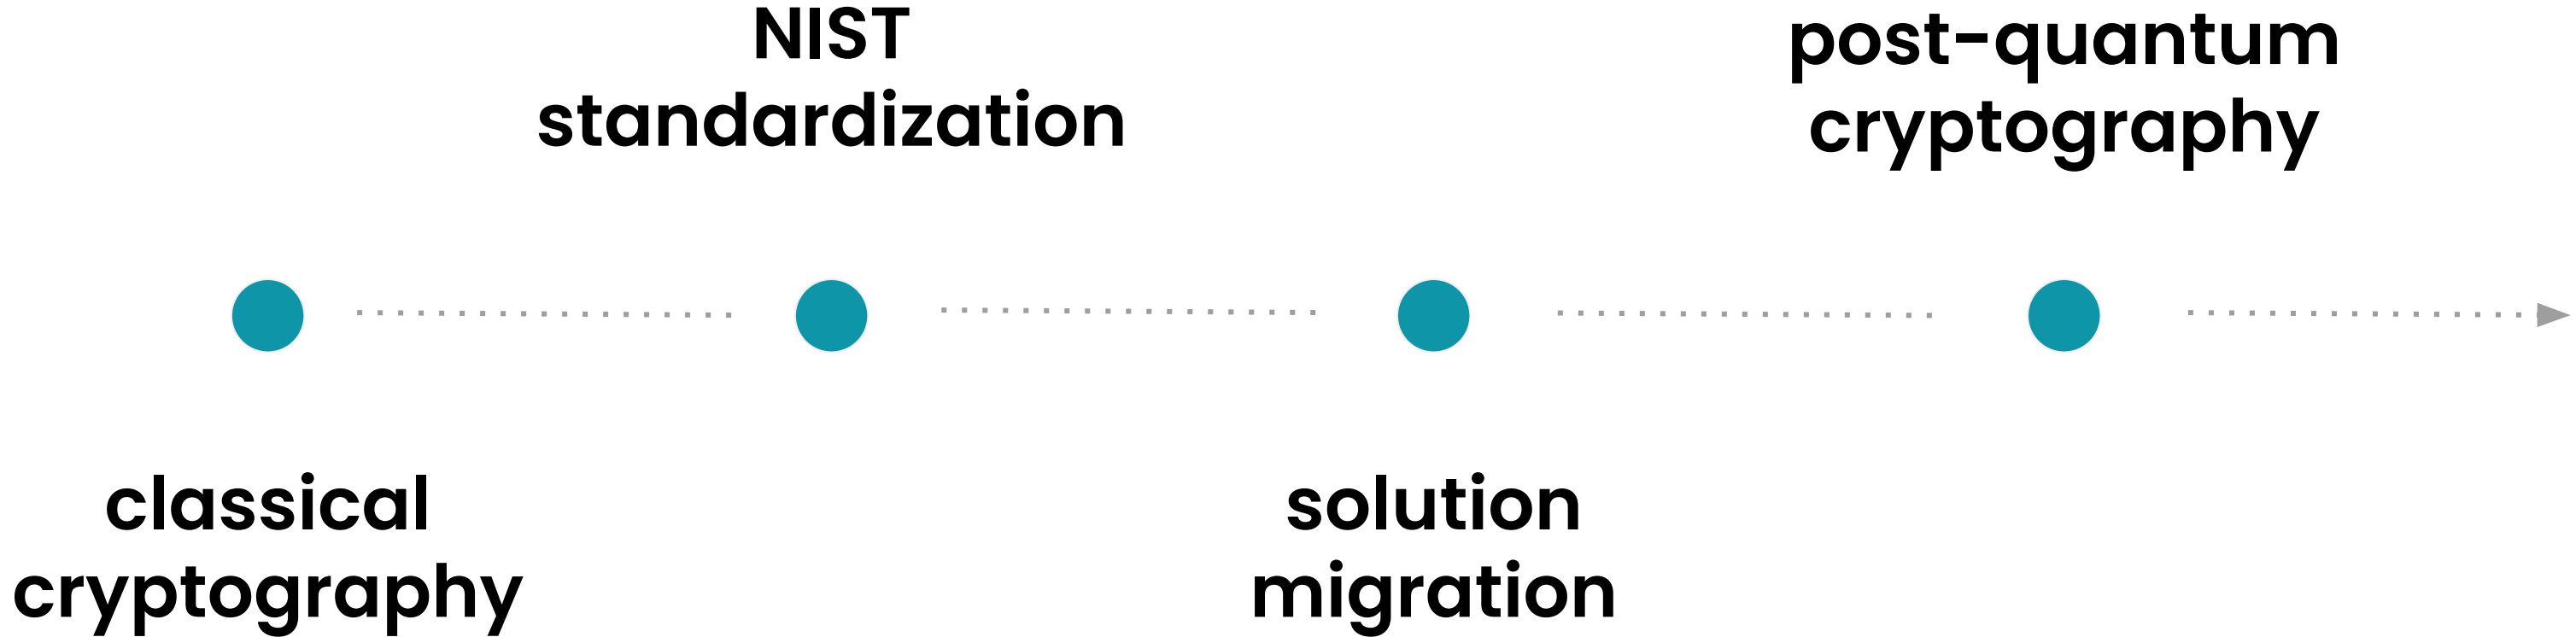 NIST
standardization
post-quantum
cryptography
classical
cryptography
solution
migration